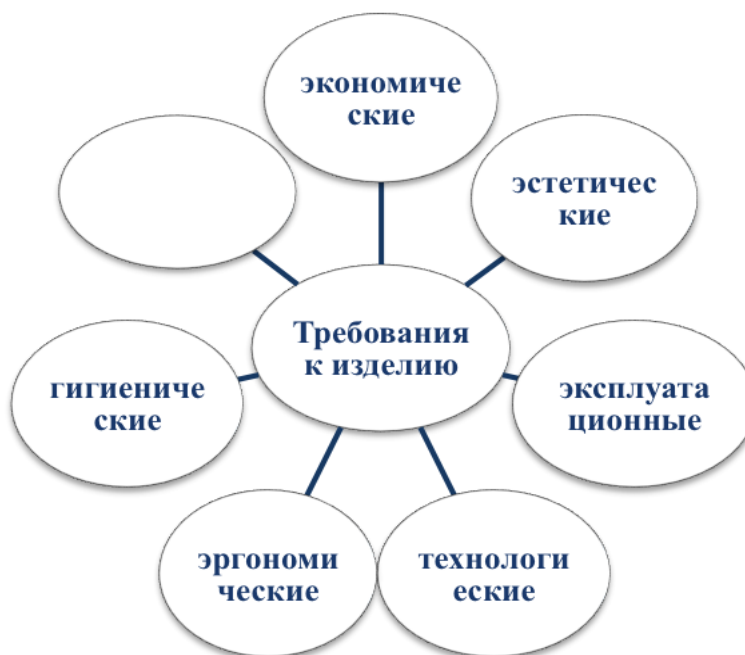 экономиче
ские
эстетичес
кие
Требования
к изделию
гигиениче
ские
эксплуата
ционные
эргономи
ческие
технологи
еские